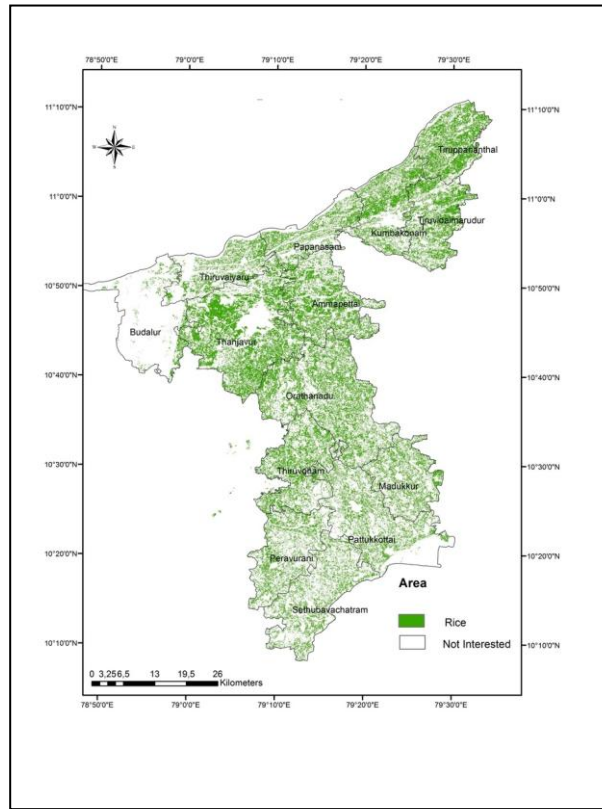 78°50'0"E 79°0'0"E 79°10'0"E 79°20'0"E 79°30'0"E
11°10'0"N 11°10'0"N
N
W E
S
Tiruppananthal
11°0'0"N 11°0'0"N
Tiruvidaimarudur
Kumbakonam
Papanasam
Thiruvaiyaru
10°50'0"N 10°50'0"N
Ammapettai
Budalur
Thanjavur
10°40'0"N 10°40'0"N
Orathanadu
10°30'0"N 10°30'0"N
Thiruvonam
Madukkur
Pattukkottai
10°20'0"N 10°20'0"N
Peravurani
Area
Sethubavachatram
Rice
10°10'0"N 10°10'0"N
Not Interested
0 3,25 6,5 13 19,5 26
Kilometers
78°50'0"E 79°0'0"E 79°10'0"E 79°20'0"E 79°30'0"E